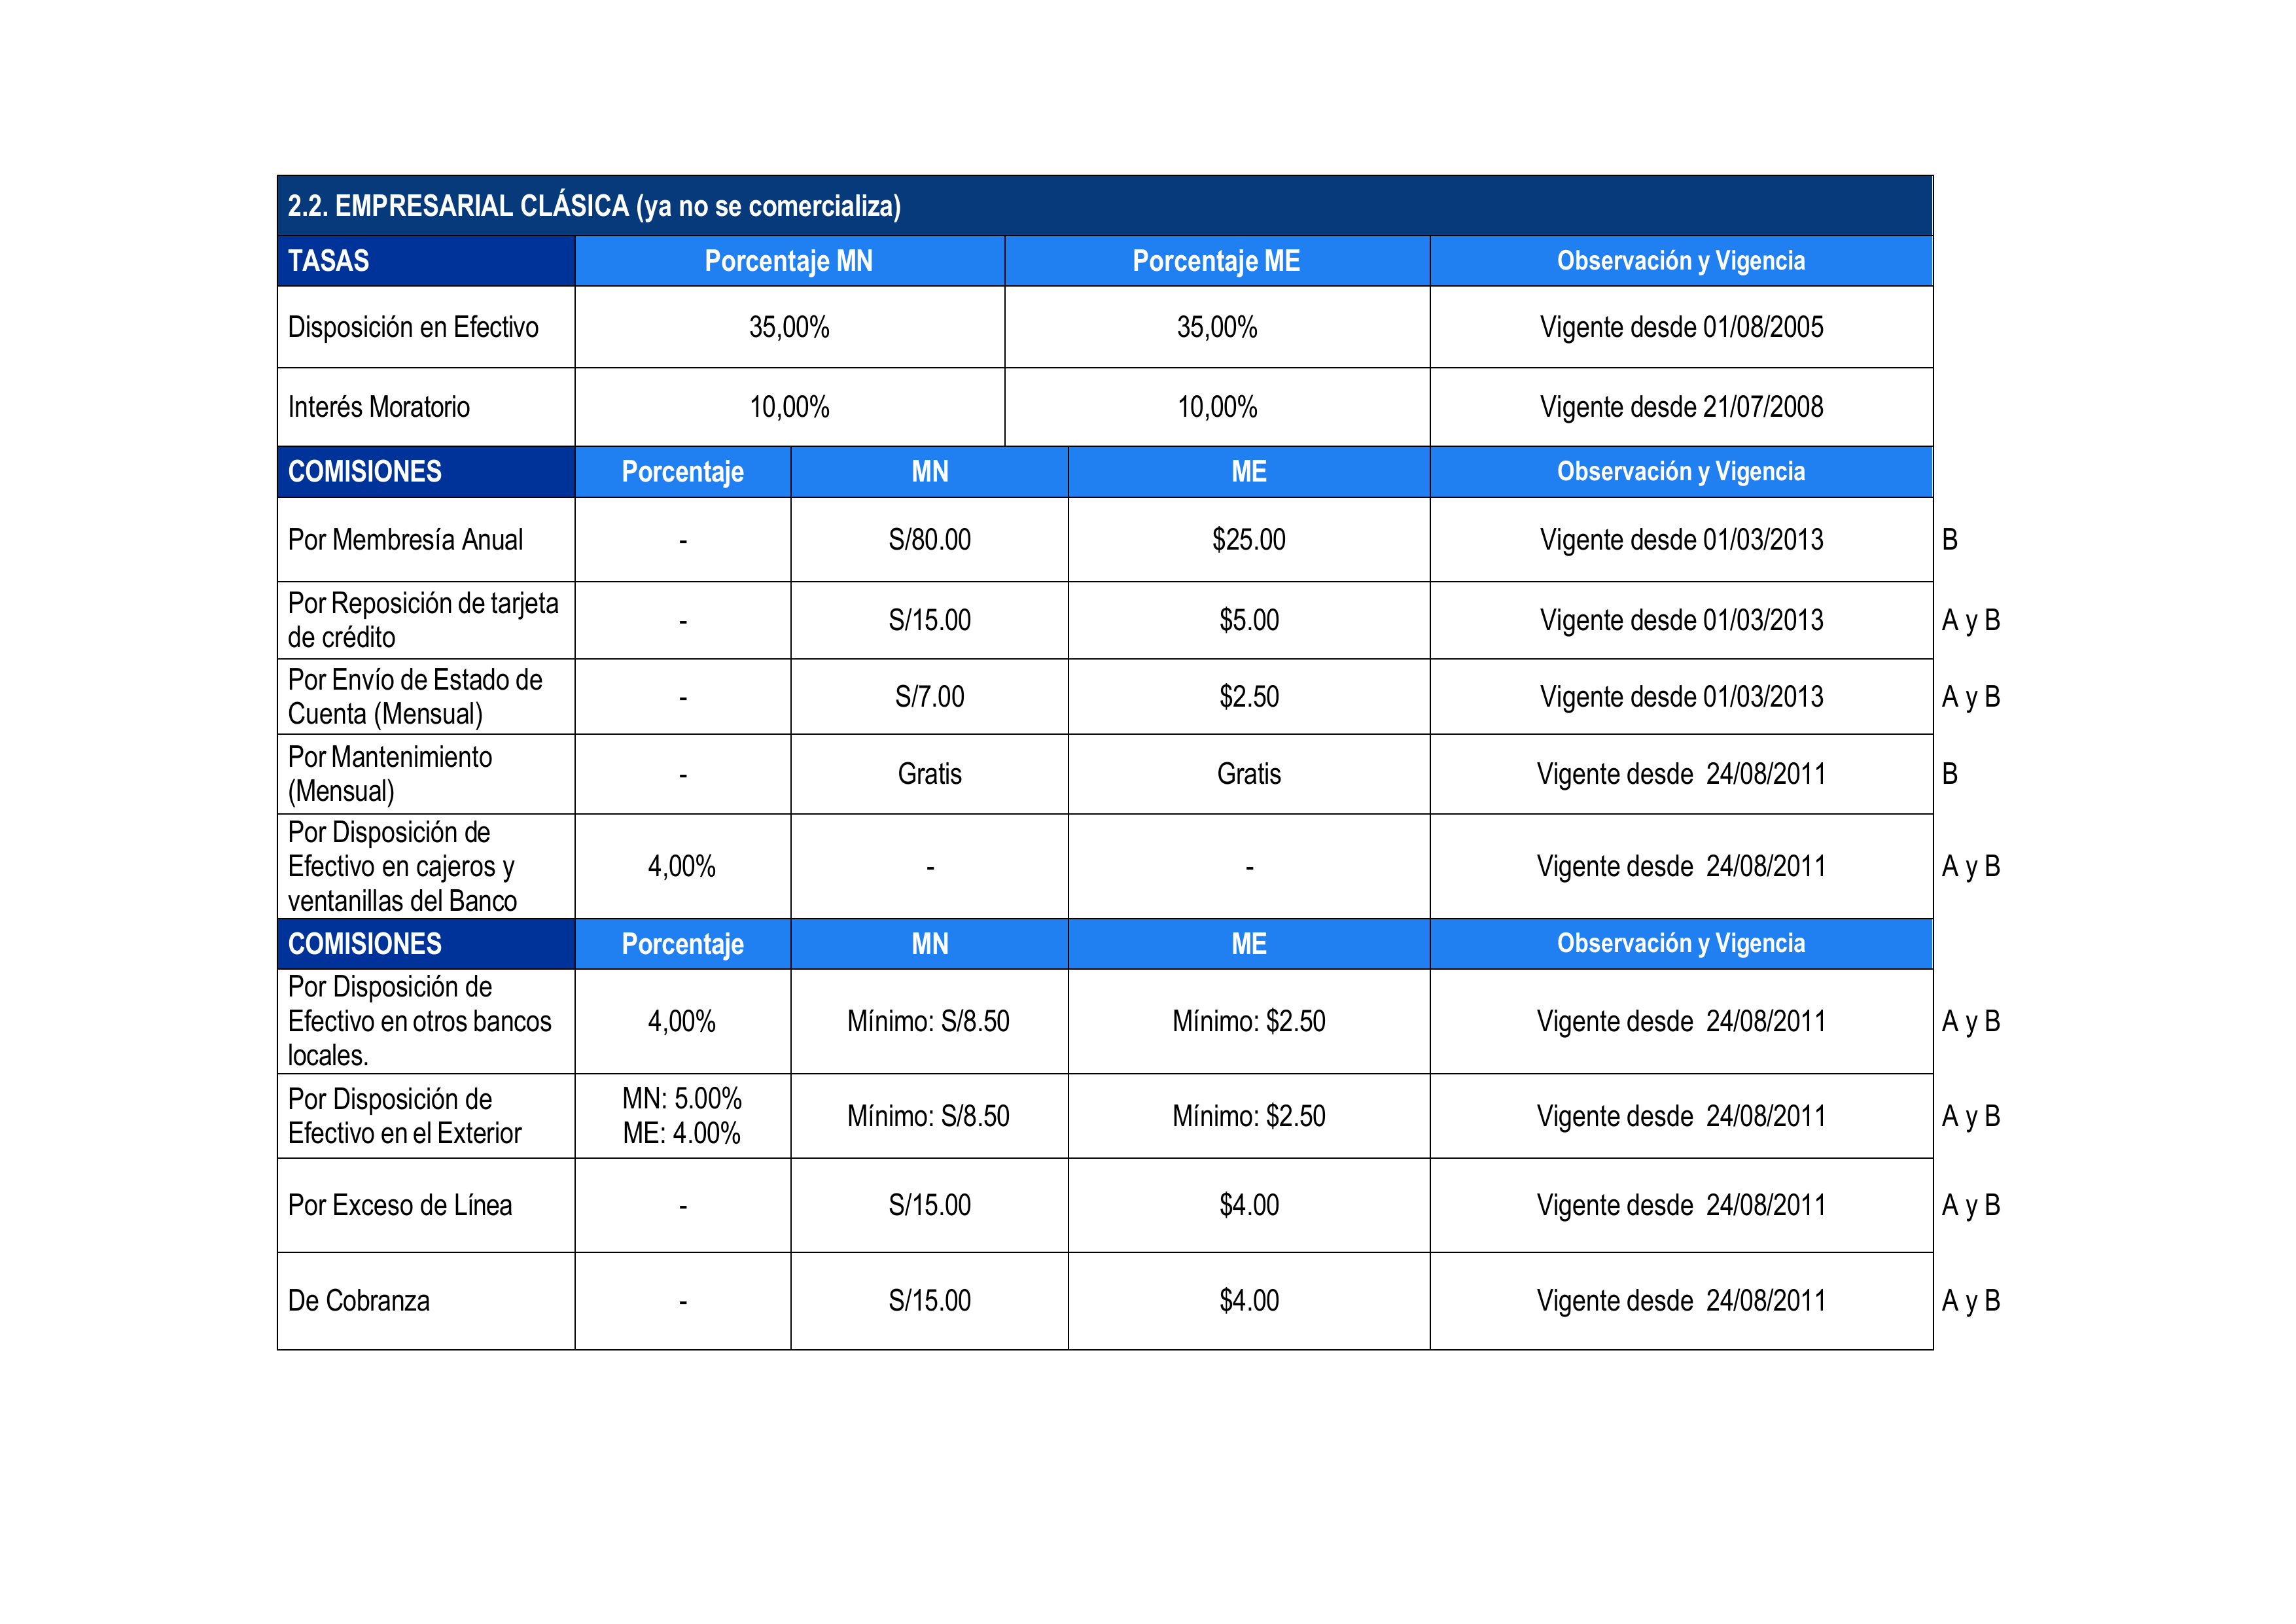 2.2. EMPRESARIAL CLÁSICA (ya no se comercializa)
TASAS Porcentaje MN Porcentaje ME Observación y Vigencia
Disposición en Efectivo 35,00% 35,00% Vigente desde 01/08/2005
Interés Moratorio 10,00% 10,00% Vigente desde 21/07/2008
COMISIONES Porcentaje MN ME Observación y Vigencia
Por Membresía Anual - S/80.00 $25.00 Vigente desde 01/03/2013 B
Por Reposición de tarjeta
de crédito - S/15.00 $5.00 Vigente desde 01/03/2013 A y B
Por Envío de Estado de
Cuenta (Mensual) - S/7.00 $2.50 Vigente desde 01/03/2013 A y B
Por Mantenimiento
(Mensual) - Gratis Gratis Vigente desde 24/08/2011 B
Por Disposición de
Efectivo en cajeros y 4,00% - - Vigente desde 24/08/2011 A y B
ventanillas del Banco
COMISIONES Porcentaje MN ME Observación y Vigencia
Por Disposición de
Efectivo en otros bancos 4,00% Mínimo: S/8.50 Mínimo: $2.50 Vigente desde 24/08/2011 A y B
locales.
Por Disposición de MN: 5.00%
Efectivo en el Exterior ME: 4.00% Mínimo: S/8.50 Mínimo: $2.50 Vigente desde 24/08/2011 A y B
Por Exceso de Línea - S/15.00 $4.00 Vigente desde 24/08/2011 A y B
De Cobranza - S/15.00 $4.00 Vigente desde 24/08/2011 A y B